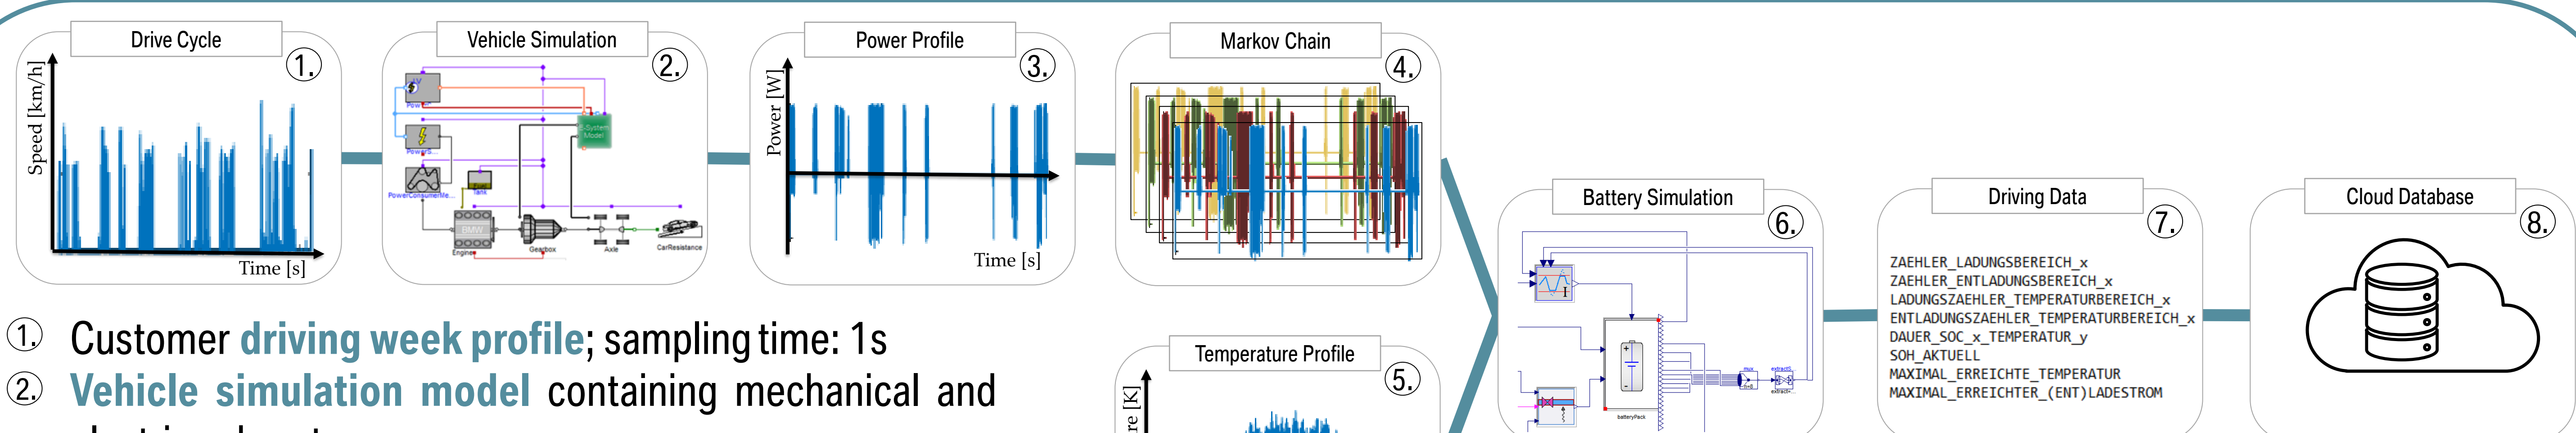 Drive Cycle
1.
Speed [km/h]
Time [s]
Vehicle Simulation
2.
Tank
PowerConsumerMe...
BMW
Engine
Gearbox
Axle
CarResistance
Power Profile
3.
Power [W]
Time [s]
Markov Chain
4.
Temperature Profile
5.
Battery Simulation
6.
I
mux
batteryPack
Driving Data
7.
ZAEHLER_LADUNGSBEREICH_x
ZAEHLER_ENTLADUNGSBEREICH_x
LADUNGSZAEHLER_TEMPERATURBEREICH_x
ENTLADUNGSZAEHLER_TEMPERATURBEREICH_x
DAUER_SOC_x_TEMPERATUR_y
SOH_AKTUELL
MAXIMAL_ERREICHTE_TEMPERATUR
MAXIMAL_ERREICHTER_(ENT)LADESTROM
Cloud Database
8.
1. Customer driving week profile; sampling time: 1s
2. Vehicle simulation model containing mechanical and